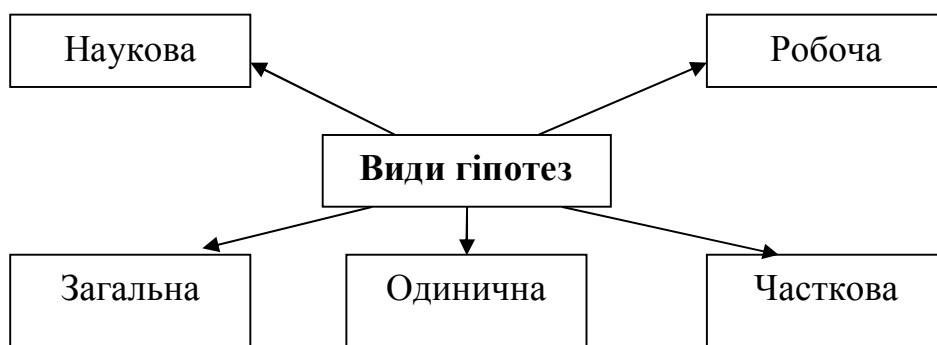 Наукова
Робоча
Види гіпотез
Загальна
Одинична
Часткова